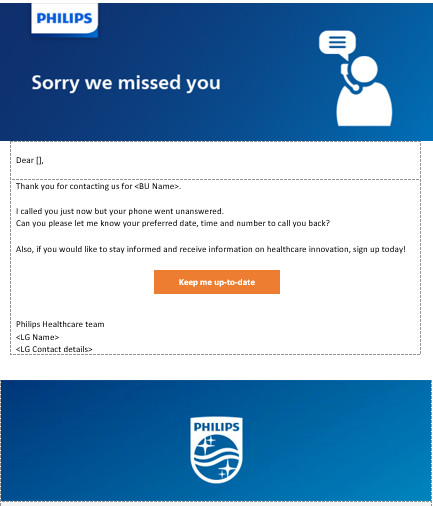 PHILIPS
Sorry we missed you
Dear [],
Thank you for contacting us for <BU Name>.
I called you just now but your phone went unanswered.
Can you please let me know your preferred date, time and number to call you back?
Also, if you would like to stay informed and receive information on healthcare innovation, sign up today!
Keep me up-to-date
Philips Healthcare team
<LG Name>
<LG Contact details>
PHILIPS